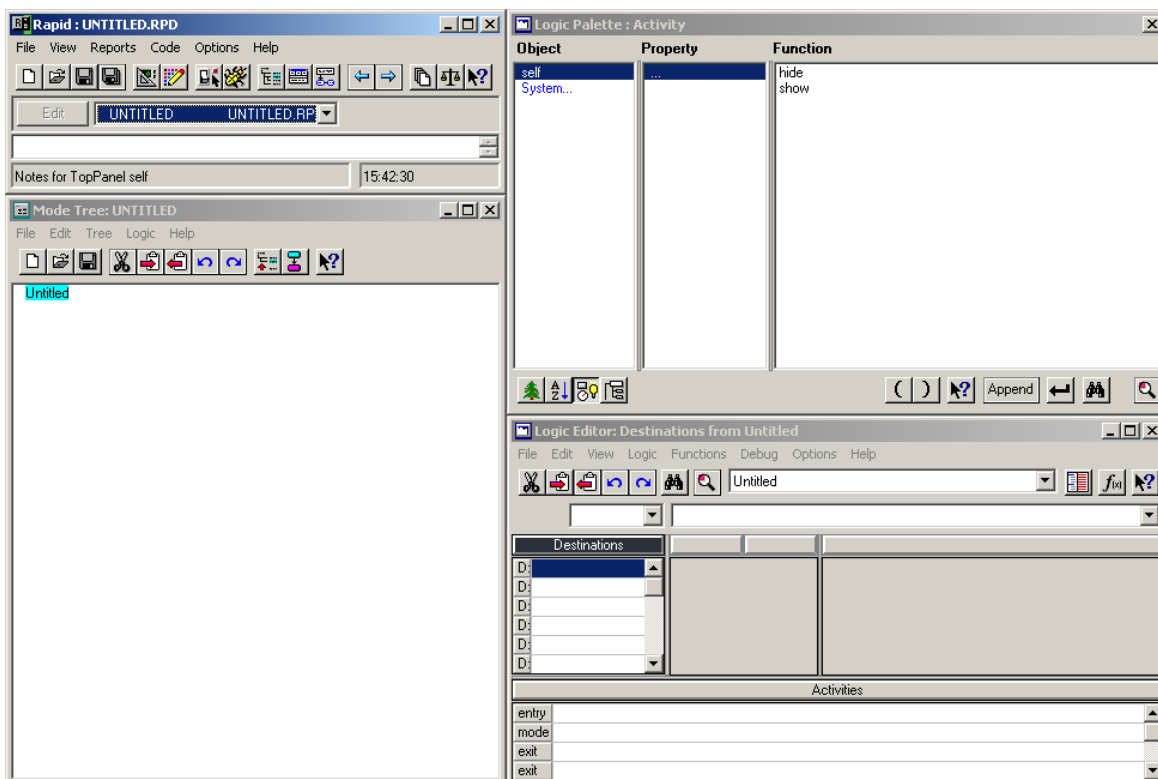 Rapid : UNTITLED.RPD
File View Reports Code Options Help
Edit UNTITLED UNTITLED.RP
Notes for TopPanel self 15:42:30
Mode Tree: UNTITLED
File Edit Tree Logic Help
Untitled
Logic Palette : Activity
Object Property Function
self ... hide
System... show
A Z
( ) ? Append
Logic Editor: Destinations from Untitled
File Edit View Logic Functions Debug Options Help
Untitled f(x) ?
Destinations
D:
D:
D:
D:
D:
D:
Activities
entry
mode
exit
exit